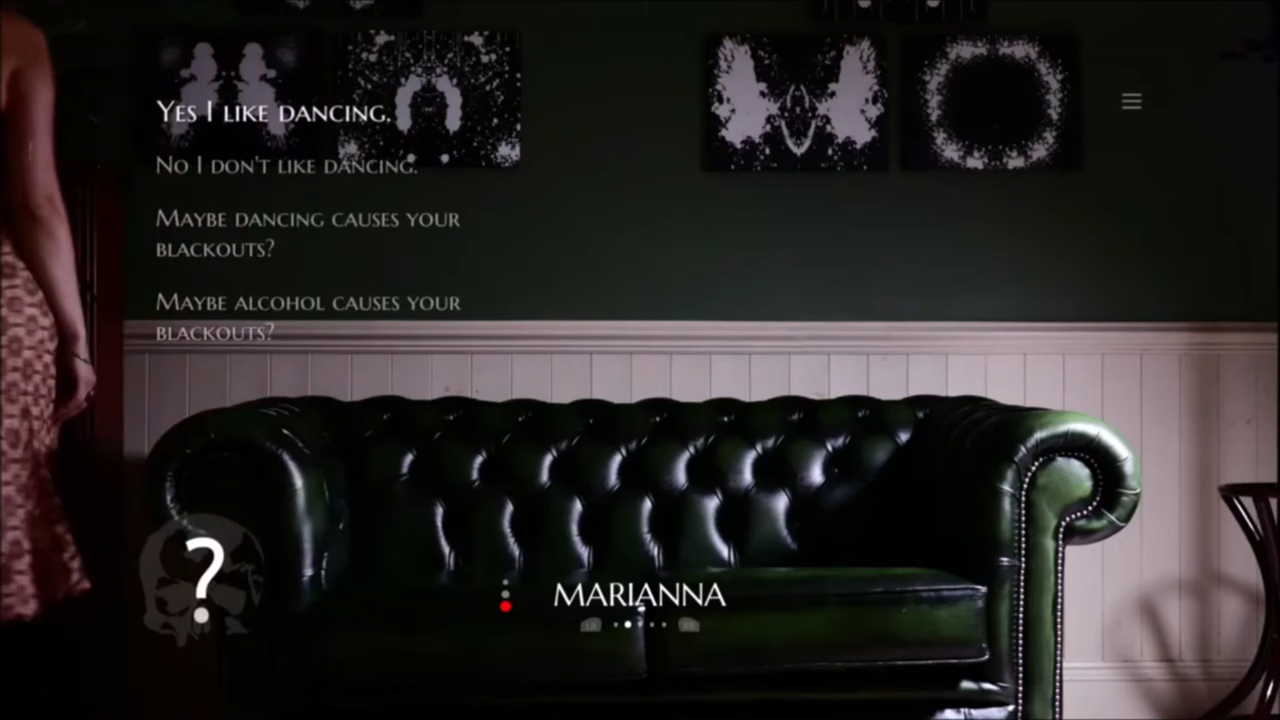 Yes I like dancing.
No I don't like dancing.
Maybe dancing causes your
blackouts?
Maybe alcohol causes your
blackouts?
?
MARIANNA